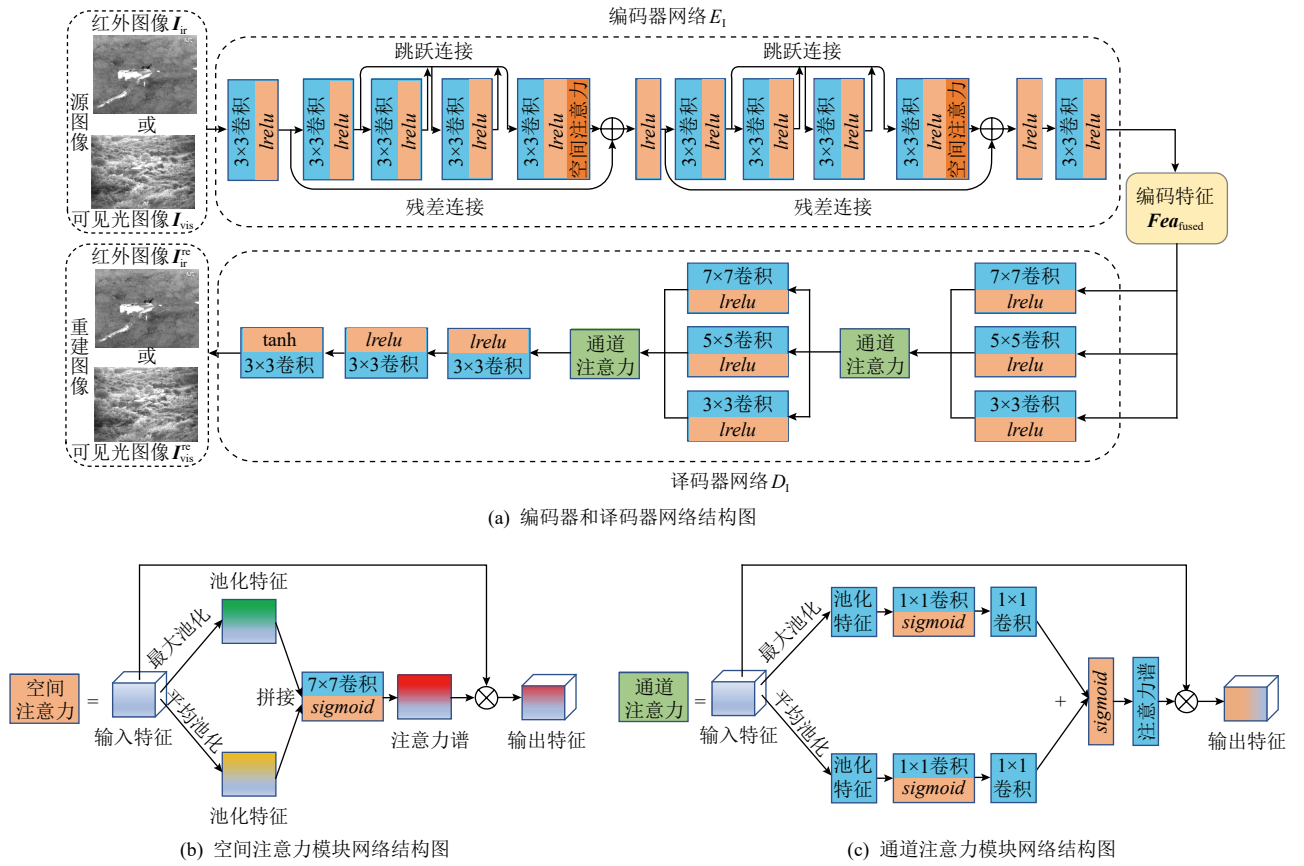 编码器网络 E_I
红外图像 I_ir
源图像
或
可见光图像 I_vis
跳跃连接
跳跃连接
3×3卷积 lrelu
3×3卷积 lrelu
3×3卷积 lrelu
3×3卷积 lrelu
3×3卷积 lrelu 空间注意力
lrelu
3×3卷积 lrelu
3×3卷积 lrelu
3×3卷积 lrelu
3×3卷积 lrelu 空间注意力
lrelu
3×3卷积 lrelu
残差连接
残差连接
编码特征
Fea_fused
红外图像 I_ir^re
重建图像
或
可见光图像 I_vis^re
tanh
3×3卷积
lrelu
3×3卷积
lrelu
3×3卷积
通道
注意力
7×7卷积
lrelu
5×5卷积
lrelu
3×3卷积
lrelu
通道
注意力
7×7卷积
lrelu
5×5卷积
lrelu
3×3卷积
lrelu
译码器网络 D_I
(a) 编码器和译码器网络结构图
空间
注意力
=
输入特征
最大池化
平均池化
池化特征
池化特征
拼接
7×7卷积
sigmoid
注意力谱
输出特征
(b) 空间注意力模块网络结构图
通道
注意力
=
输入特征
最大池化
平均池化
池化
特征
1×1卷积
sigmoid
1×1
卷积
池化
特征
1×1卷积
sigmoid
1×1
卷积
+
sigmoid
注意力谱
输出特征
(c) 通道注意力模块网络结构图